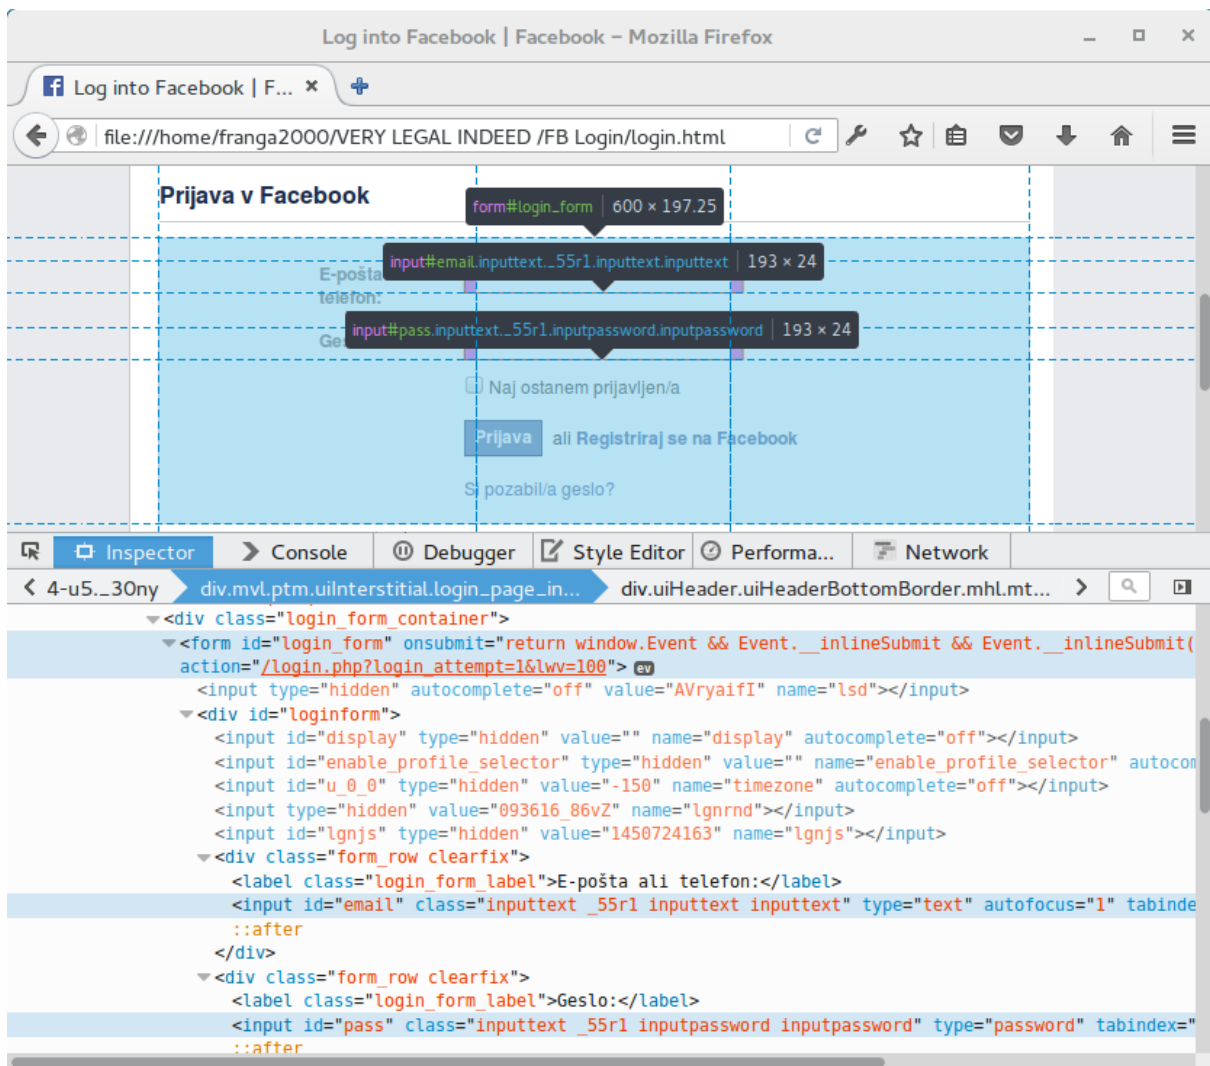 Log into Facebook | Facebook – Mozilla Firefox
Log into Facebook | F...
file:///home/franga2000/VERY LEGAL INDEED /FB Login/login.html
Prijava v Facebook
form#login_form 600 × 197.25
input#email.inputtext._55r1.inputtext.inputtext 193 × 24
E-pošta
telefon:
input#pass.inputtext._55r1.inputpassword.inputpassword 193 × 24
Naj ostanem prijavljen/a
Prijava ali Registriraj se na Facebook
Si pozabil/a geslo?
Inspector Console Debugger Style Editor Performa... Network
4-u5._30ny div.mvl.ptm.uiInterstitial.login_page_in... div.uiHeader.uiHeaderBottomBorder.mhl.mt...
<div class="login_form_container">
<form id="login_form" onsubmit="return window.Event && Event.__inlineSubmit && Event.__inlineSubmit(
action="/login.php?login_attempt=1&lwv=100"> ev
<input type="hidden" autocomplete="off" value="AVryaifI" name="lsd"></input>
<div id="loginform">
<input id="display" type="hidden" value="" name="display" autocomplete="off"></input>
<input id="enable_profile_selector" type="hidden" value="" name="enable_profile_selector" autocom
<input id="u_0_0" type="hidden" value="-150" name="timezone" autocomplete="off"></input>
<input type="hidden" value="093616_86vZ" name="lgnrnd"></input>
<input id="lgnjs" type="hidden" value="1450724163" name="lgnjs"></input>
<div class="form_row clearfix">
<label class="login_form_label">E-pošta ali telefon:</label>
<input id="email" class="inputtext _55r1 inputtext inputtext" type="text" autofocus="1" tabinde
::after
</div>
<div class="form_row clearfix">
<label class="login_form_label">Geslo:</label>
<input id="pass" class="inputtext _55r1 inputpassword inputpassword" type="password" tabindex="
::after